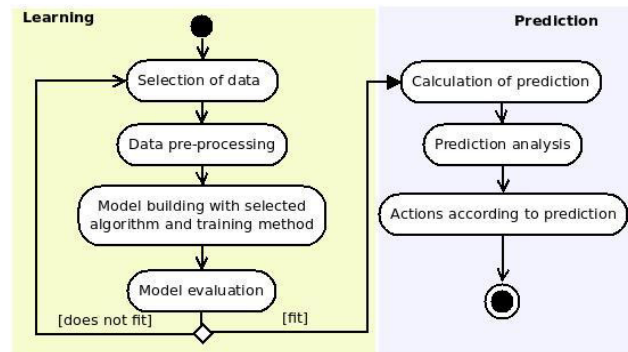 Learning
Selection of data
Data pre-processing
Model building with selected
algorithm and training method
Model evaluation
[does not fit]
[fit]
Prediction
Calculation of prediction
Prediction analysis
Actions according to prediction